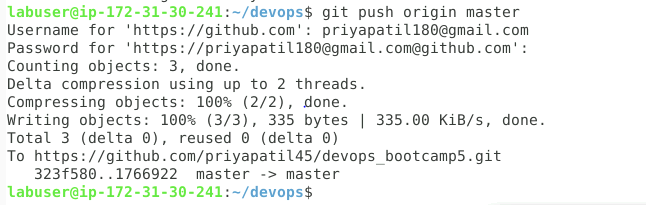 labuser@ip-172-31-30-241:~/devops$ git push origin master
Username for 'https://github.com': priyapatil180@gmail.com
Password for 'https://priyapatil180@gmail.com@github.com':
Counting objects: 3, done.
Delta compression using up to 2 threads.
Compressing objects: 100% (2/2), done.
Writing objects: 100% (3/3), 335 bytes | 335.00 KiB/s, done.
Total 3 (delta 0), reused 0 (delta 0)
To https://github.com/priyapatil45/devops_bootcamp5.git
   323f580..1766922  master -> master
labuser@ip-172-31-30-241:~/devops$